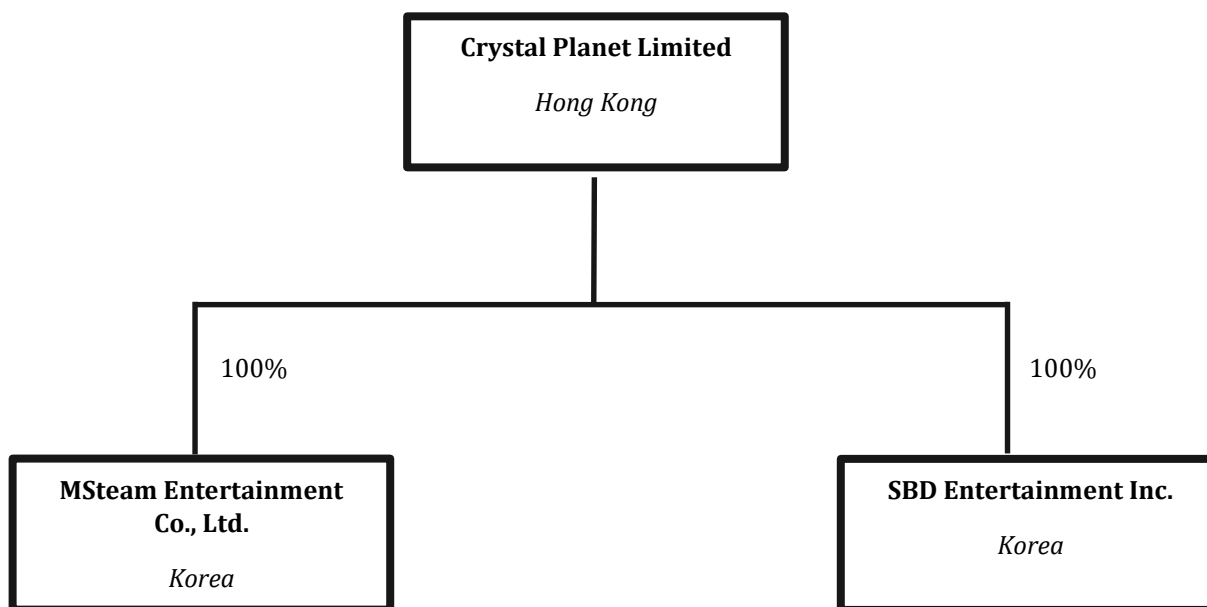 Crystal Planet Limited
Hong Kong
100%
100%
MSteam Entertainment
Co., Ltd.
Korea
SBD Entertainment Inc.
Korea